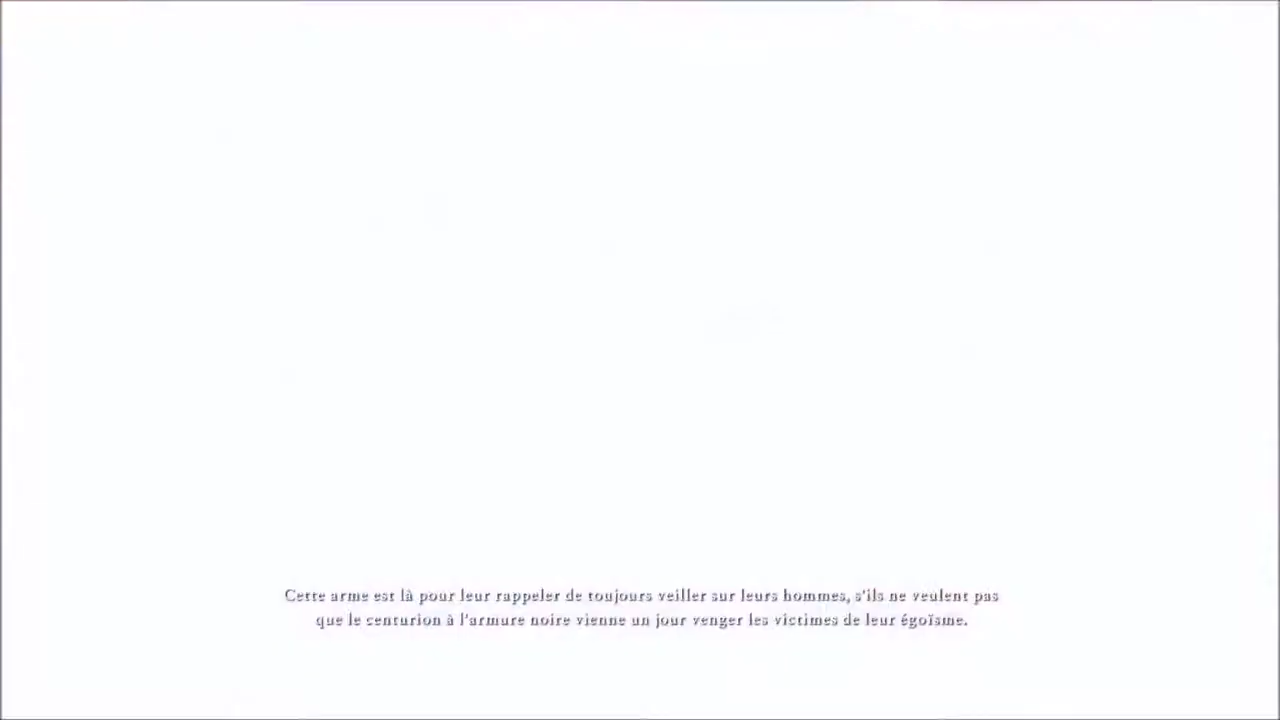 Cette arme est là pour leur rappeler de toujours veiller sur leurs hommes, s'ils ne veulent pas
que le centurion à l'armure noire vienne un jour venger les victimes de leur égoïsme.